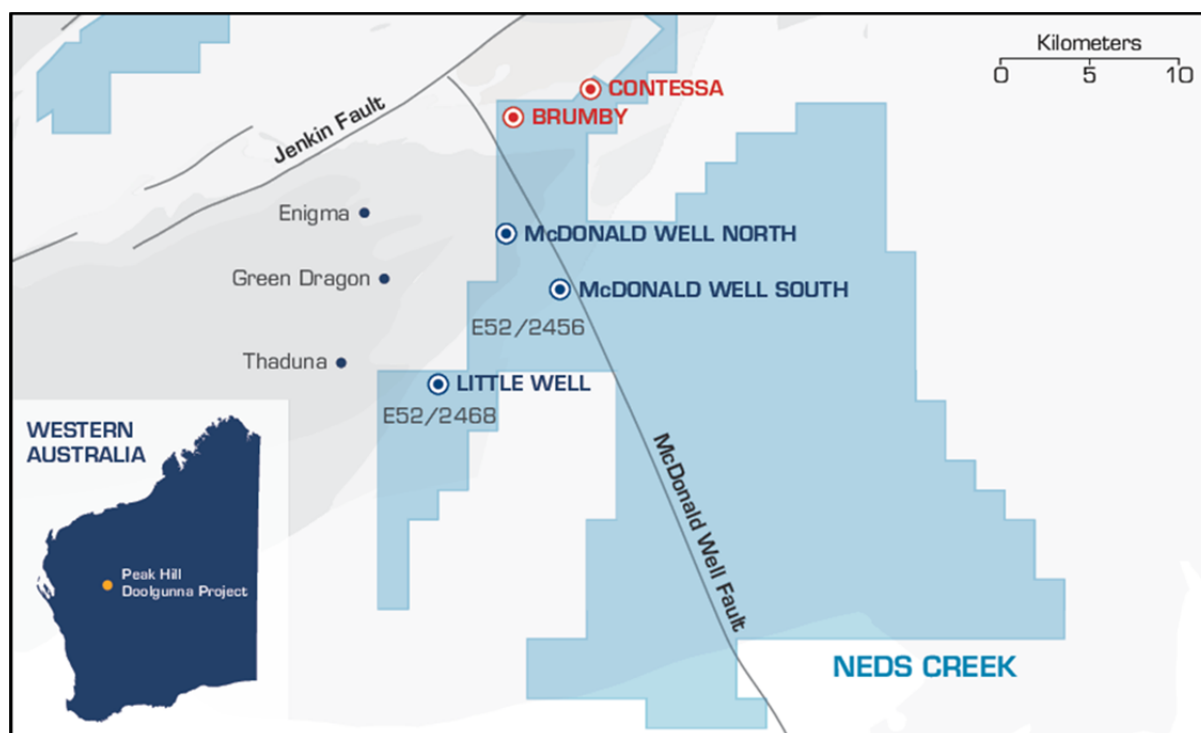 Kilometers
0 5 10
CONTESSA
BRUMBY
Jenkin Fault
Enigma
McDONALD WELL NORTH
Green Dragon
McDONALD WELL SOUTH
E52/2456
Thaduna
LITTLE WELL
E52/2468
McDonald Well Fault
WESTERN
AUSTRALIA
Peak Hill
Doolgunna Project
NEDS CREEK